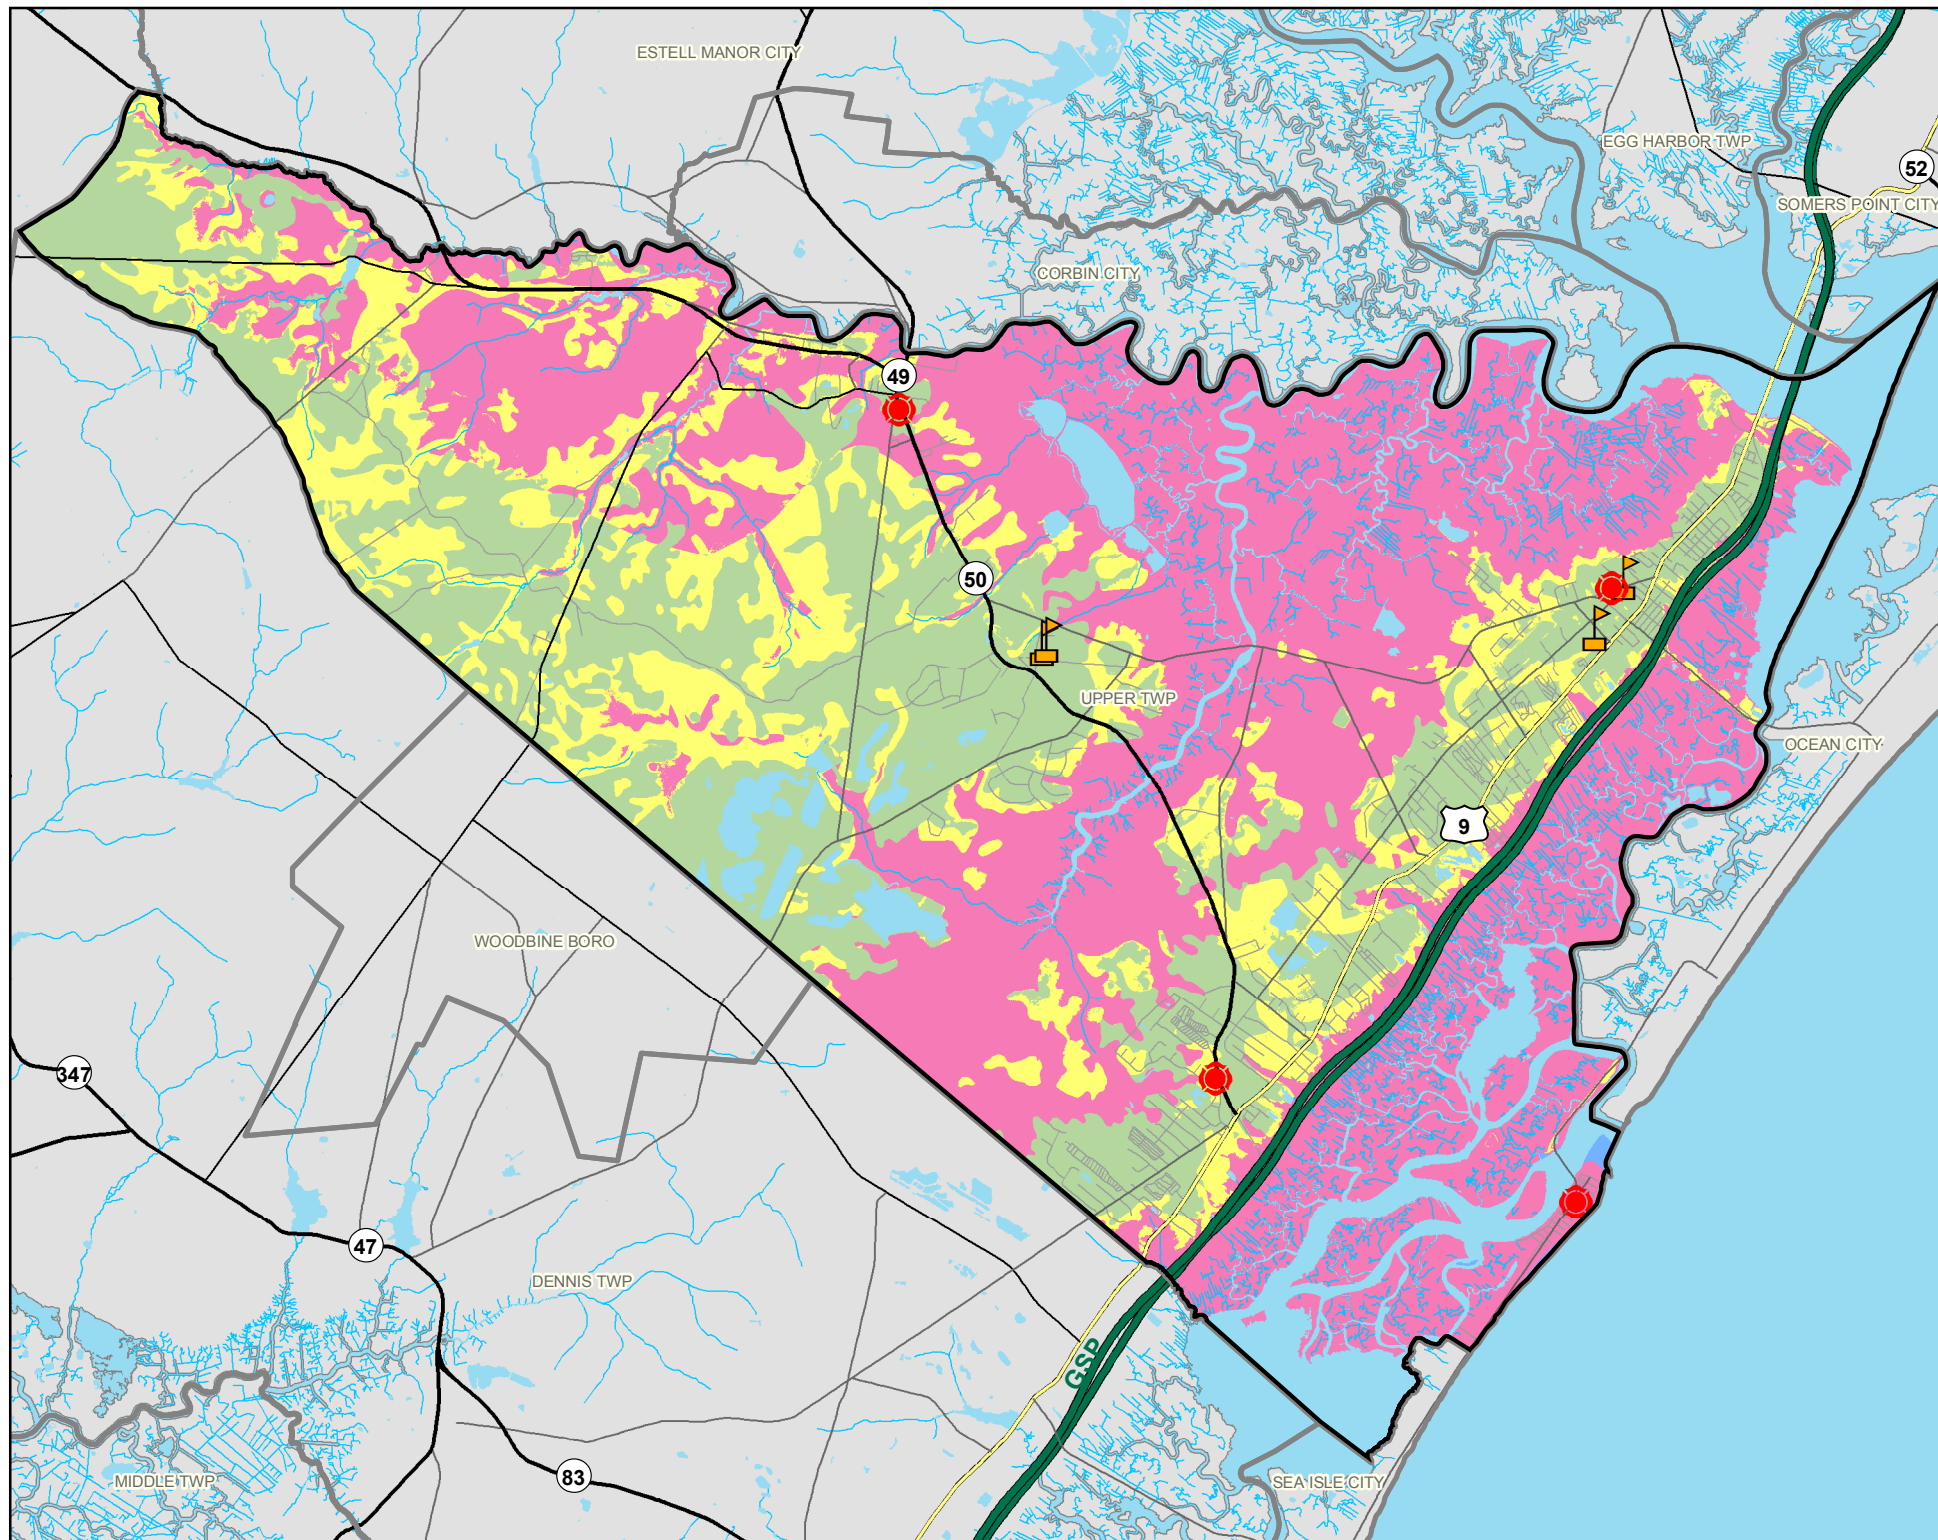 ESTELL MANOR CITY
EGG HARBOR TWP
52
SOMERS POINT CITY
CORBIN CITY
49
50
UPPER TWP
OCEAN CITY
9
WOODBINE BORO
347
47
DENNIS TWP
GSP
83
MIDDLE TWP
SEA ISLE CITY